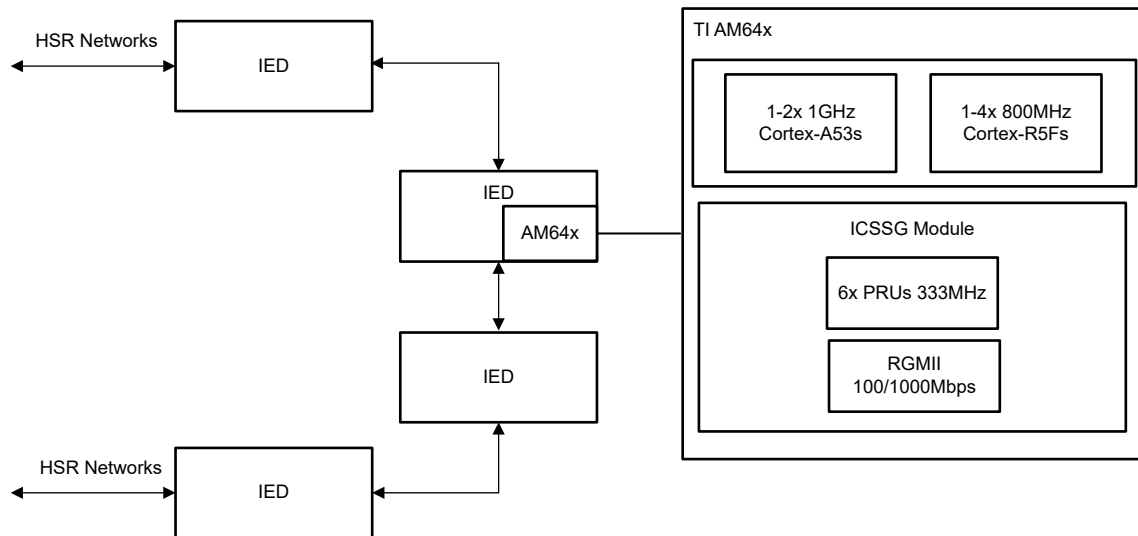 HSR Networks
IED
IED
AM64x
IED
HSR Networks
IED
TI AM64x
1-2x 1GHz
Cortex-A53s
1-4x 800MHz
Cortex-R5Fs
ICSSG Module
6x PRUs 333MHz
RGMII
100/1000Mbps